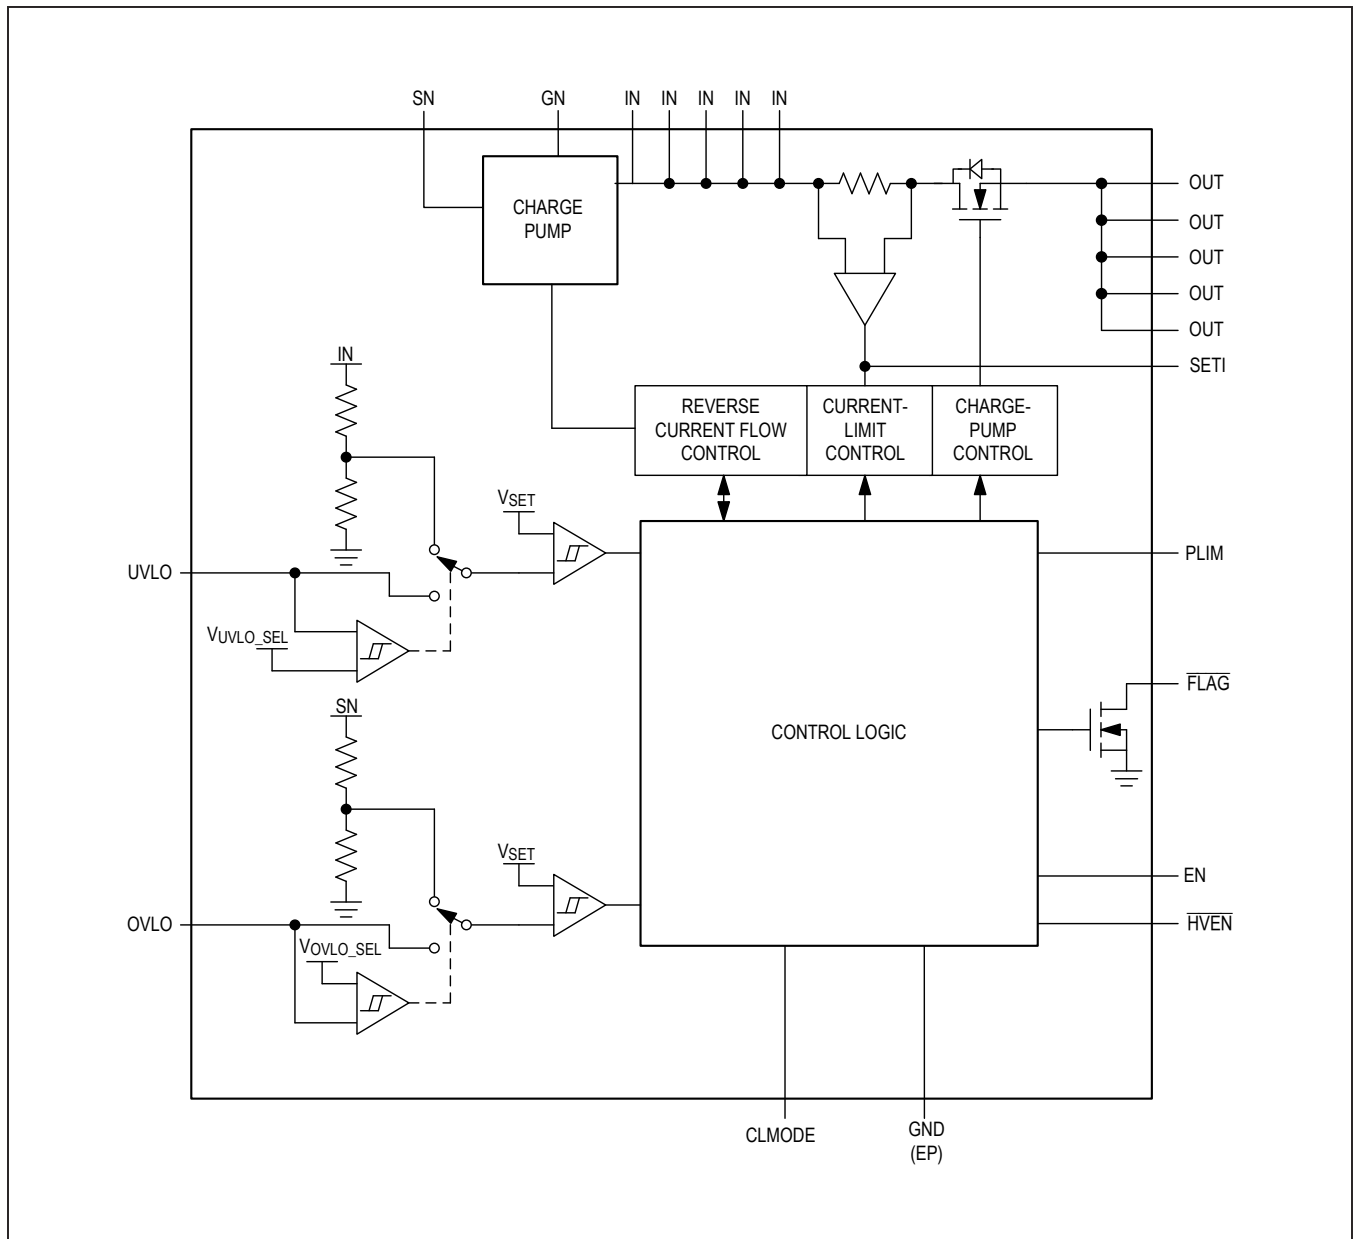 SN GN IN IN IN IN IN
CHARGE
PUMP
OUT
OUT
OUT
OUT
OUT
SETI
IN
REVERSE
CURRENT FLOW
CONTROL
CURRENT-
LIMIT
CONTROL
CHARGE-
PUMP
CONTROL
VSET
UVLO
PLIM
VUVLO_SEL
FLAG
SN
CONTROL LOGIC
VSET
EN
OVLO
HVEN
VOVLO_SEL
CLMODE
GND
(EP)